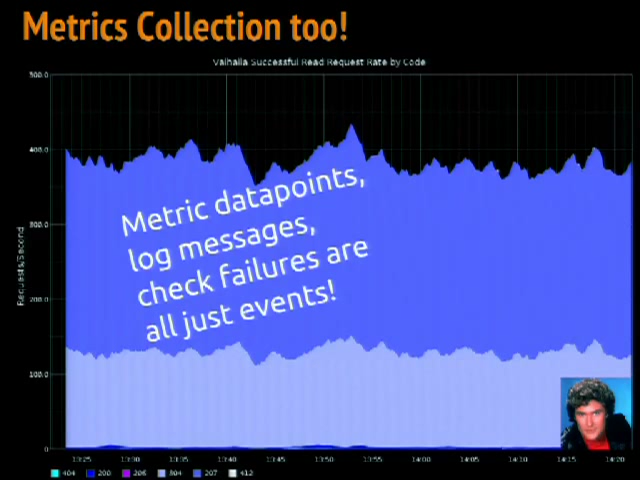 Metrics Collection too!
Valhalla Successful Read Request Rate by Code
500.0
400.0
300.0
200.0
100.0
0
Requests/Second
Metric datapoints,
log messages,
check failures are
all just events!
13:25 13:30 13:35 13:40 13:45 13:50 13:55 14:00 14:05 14:10 14:15 14:20
404 200 206 304 207 412